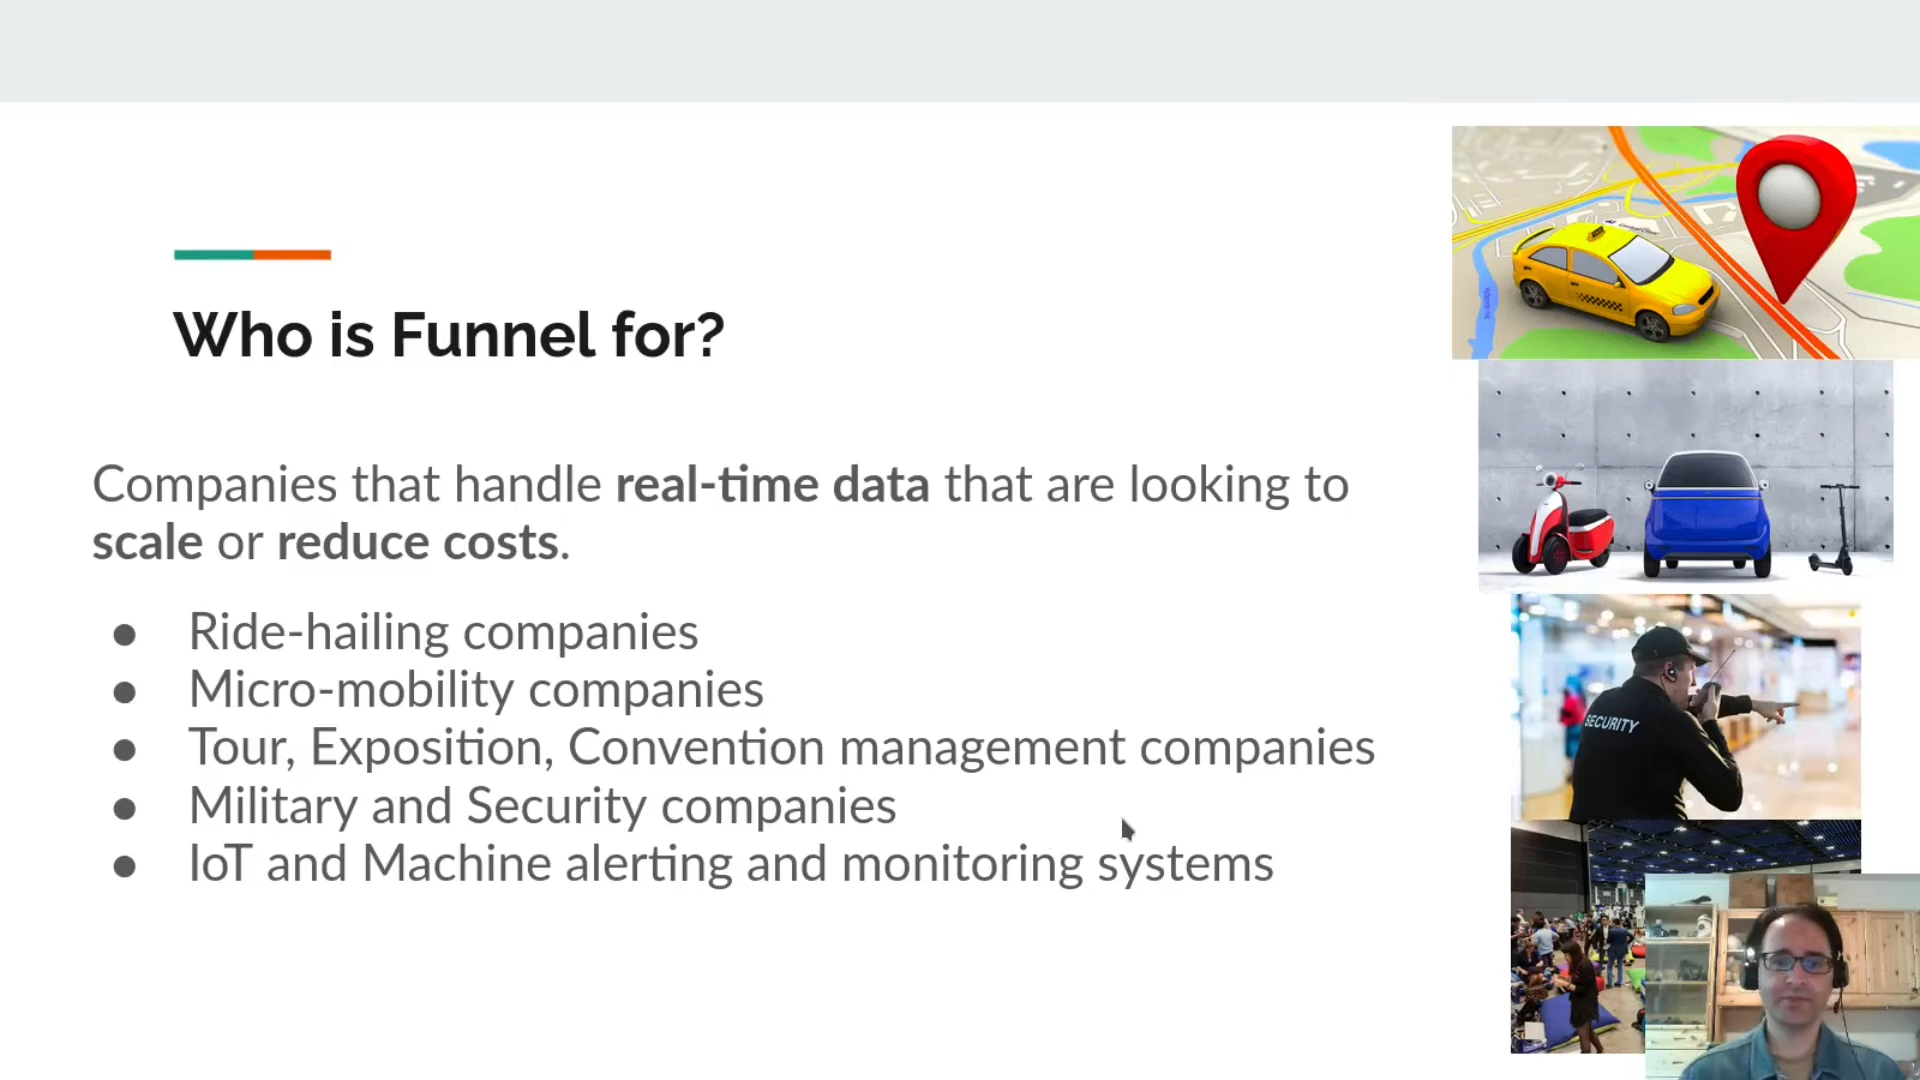 Who is Funnel for?
Companies that handle real-time data that are looking to
scale or reduce costs.
● Ride-hailing companies
● Micro-mobility companies
● Tour, Exposition, Convention management companies
● Military and Security companies
● IoT and Machine alerting and monitoring systems
SECURITY